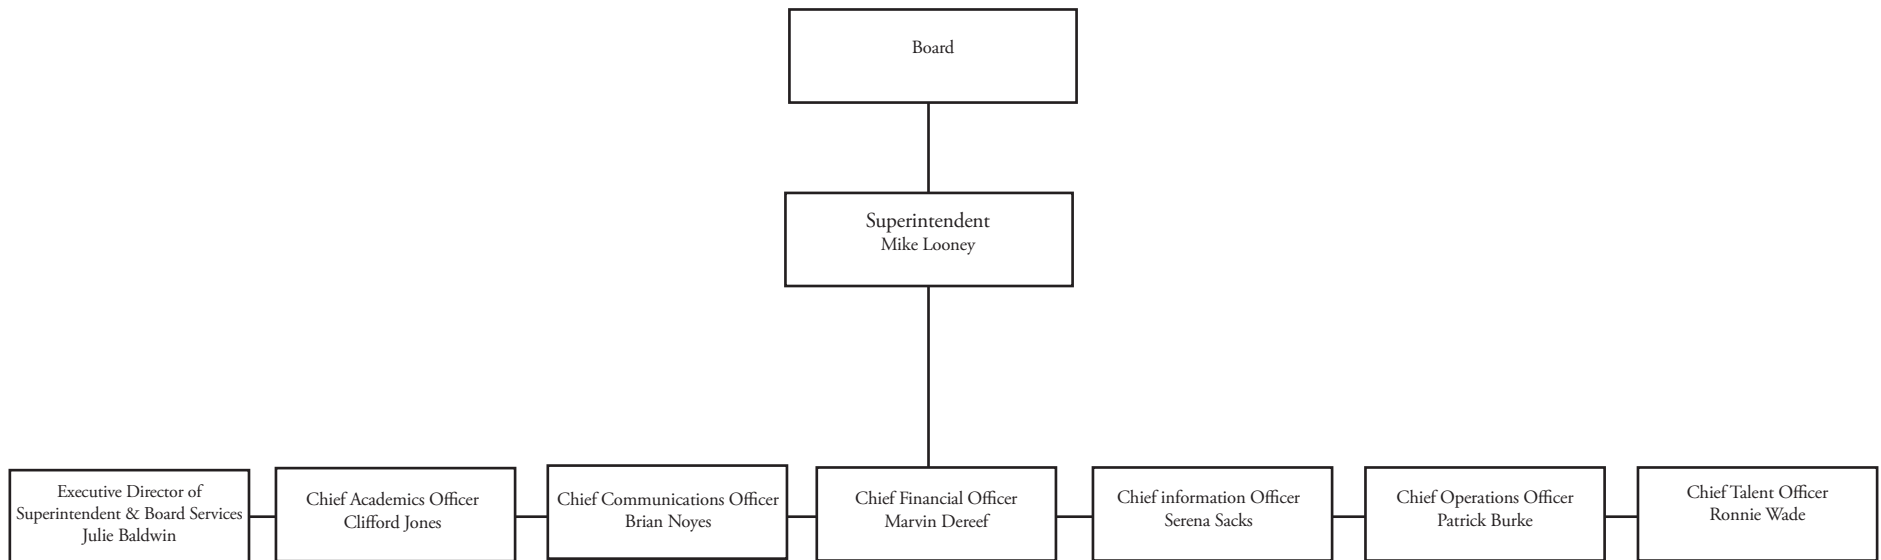 Board
Superintendent
Mike Looney
Executive Director of
Superintendent & Board Services
Julie Baldwin
Chief Academics Officer
Clifford Jones
Chief Communications Officer
Brian Noyes
Chief Financial Officer
Marvin Dereef
Chief information Officer
Serena Sacks
Chief Operations Officer
Patrick Burke
Chief Talent Officer
Ronnie Wade